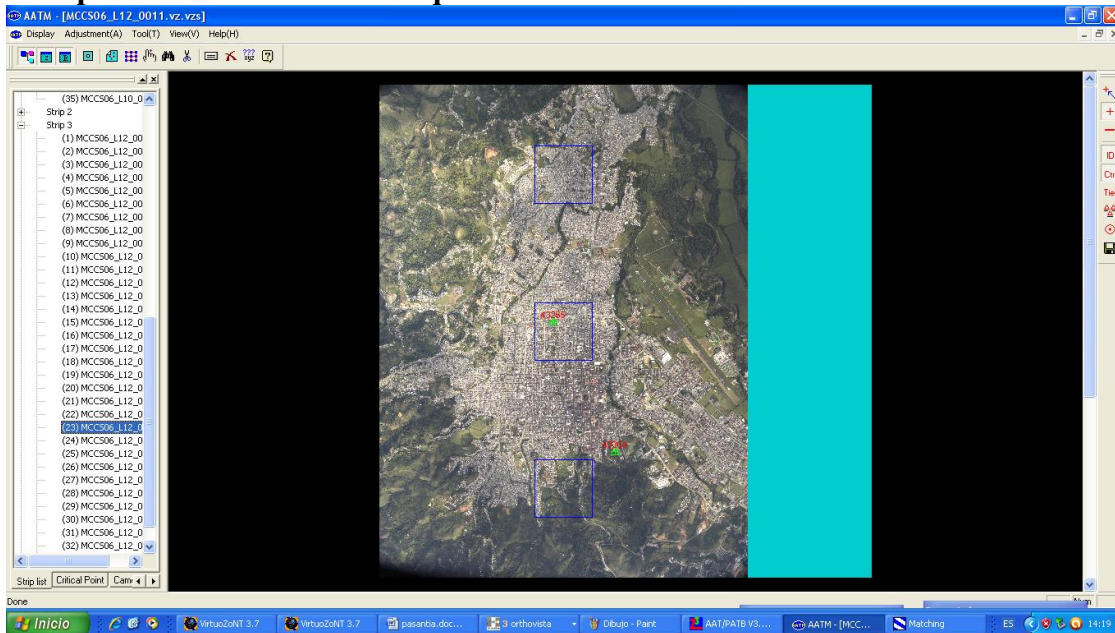 AATM - [MCCS06_L12_0011.vz.vzs]
Display Adjustment(A) Tool(T) View(V) Help(H)
(35) MCCS06_L10_0
Strip 2
Strip 3
(1) MCCS06_L12_00
(2) MCCS06_L12_00
(3) MCCS06_L12_00
(4) MCCS06_L12_00
(5) MCCS06_L12_00
(6) MCCS06_L12_00
(7) MCCS06_L12_00
(8) MCCS06_L12_00
(9) MCCS06_L12_00
(10) MCCS06_L12_0
(11) MCCS06_L12_0
(12) MCCS06_L12_0
(13) MCCS06_L12_0
(14) MCCS06_L12_0
(15) MCCS06_L12_0
(16) MCCS06_L12_0
(17) MCCS06_L12_0
(18) MCCS06_L12_0
(19) MCCS06_L12_0
(20) MCCS06_L12_0
(21) MCCS06_L12_0
(22) MCCS06_L12_0
(23) MCCS06_L12_0
(24) MCCS06_L12_0
(25) MCCS06_L12_0
(26) MCCS06_L12_0
(27) MCCS06_L12_0
(28) MCCS06_L12_0
(29) MCCS06_L12_0
(30) MCCS06_L12_0
(31) MCCS06_L12_0
(32) MCCS06_L12_0
Strip list Critical Point Cam
43265
ID
Ctr
Tie
Done
Inicio VirtuoZoNT 3.7 VirtuoZoNT 3.7 pasantia.doc... 3 orthovista Dibujo - Paint AAT/PATB V3.... AATM - [MCC... Matching ES 14:19